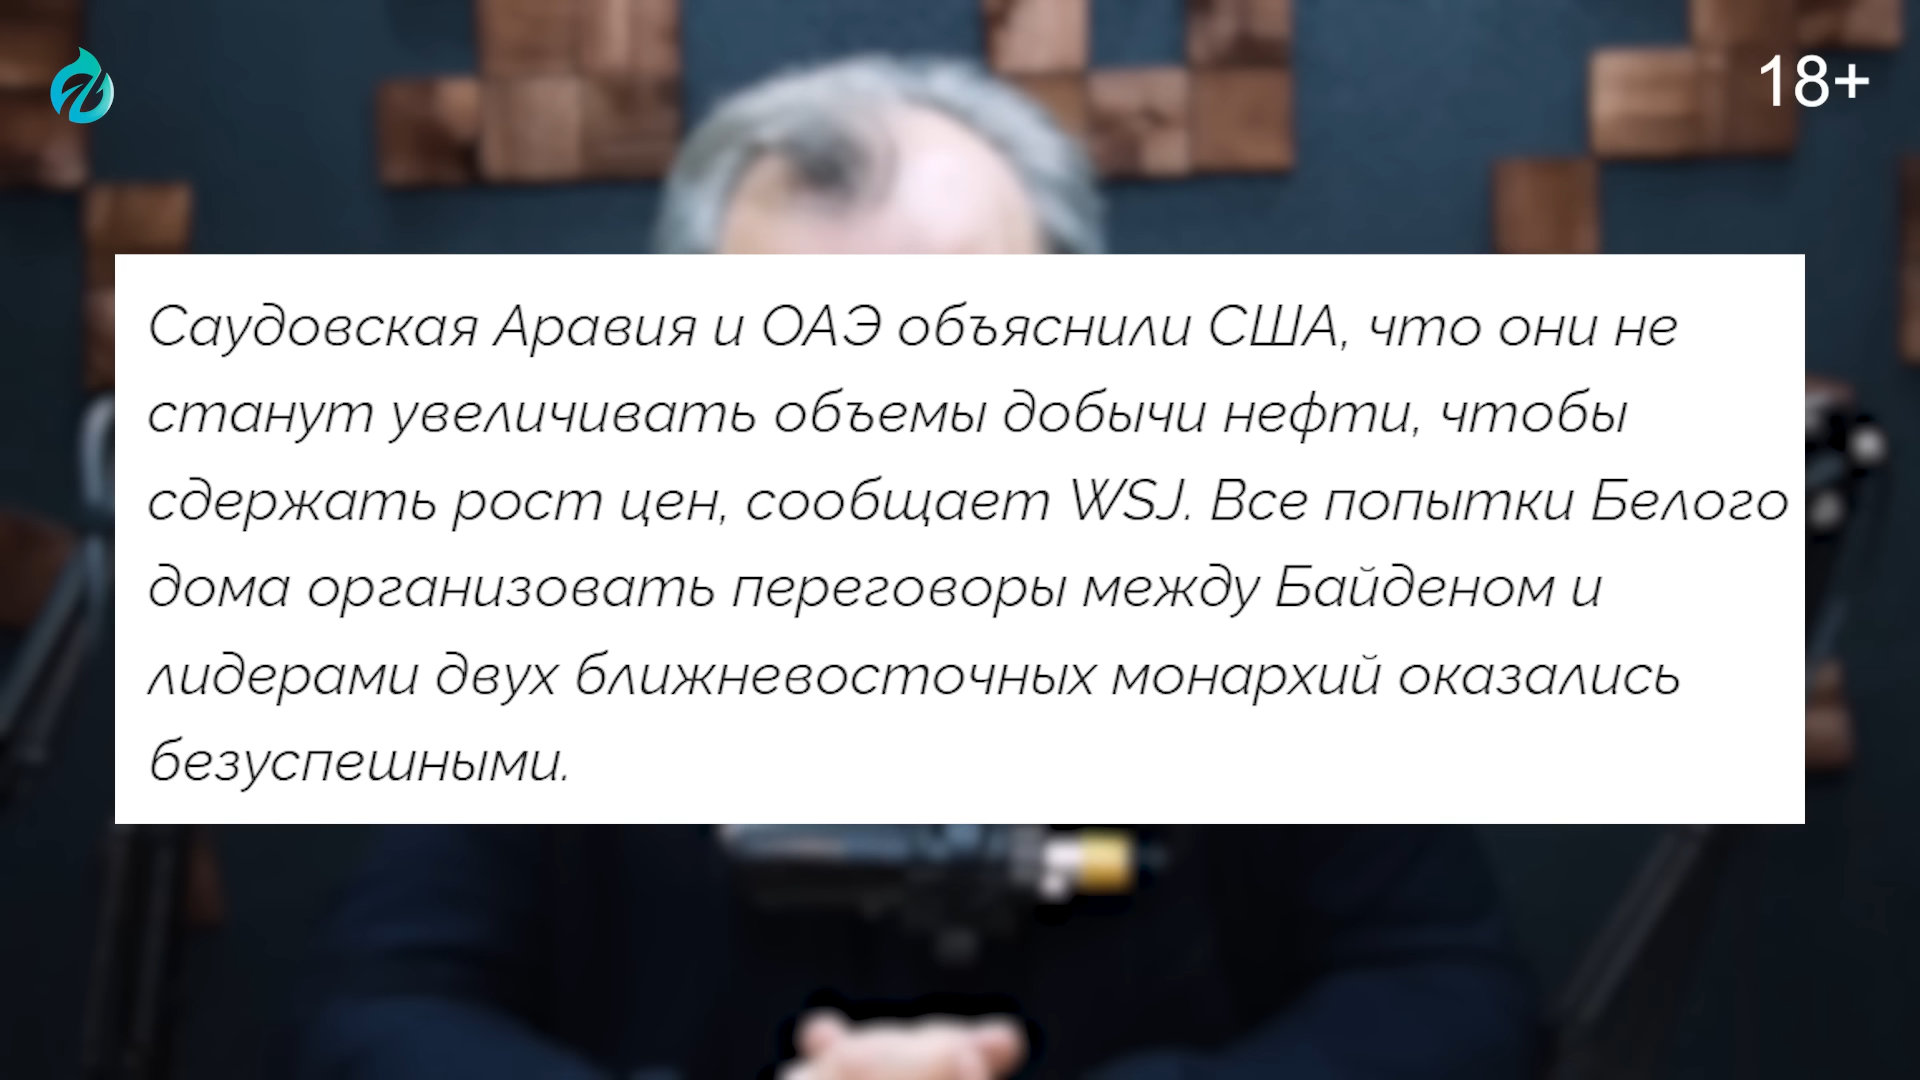 18+
Саудовская Аравия и ОАЭ объяснили США, что они не
станут увеличивать объемы добычи нефти, чтобы
сдержать рост цен, сообщает WSJ. Все попытки Белого
дома организовать переговоры между Байденом и
лидерами двух ближневосточных монархий оказались
безуспешными.